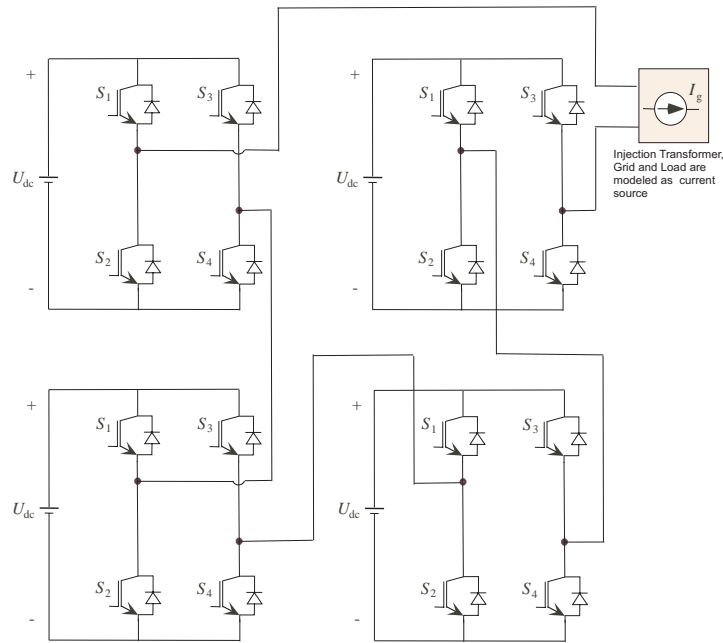 +
S1
S3
Udc
S2
S4
-
+
S1
S3
Udc
S2
S4
-
Ig
Injection Transformer,
Grid and Load are
modeled as current
source
+
S1
S3
Udc
S2
S4
-
+
S1
S3
Udc
S2
S4
-